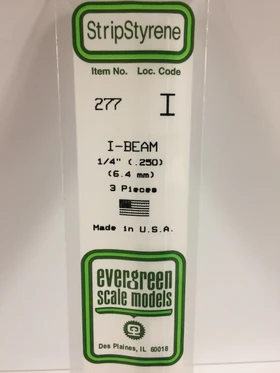 StripStyrene
Item No. Loc. Code
277 I
I-BEAM
1/4" (.250)
(6.4 mm)
3 Pieces
Made in U.S.A.
evergreen
scale models
Des Plaines, IL 60018